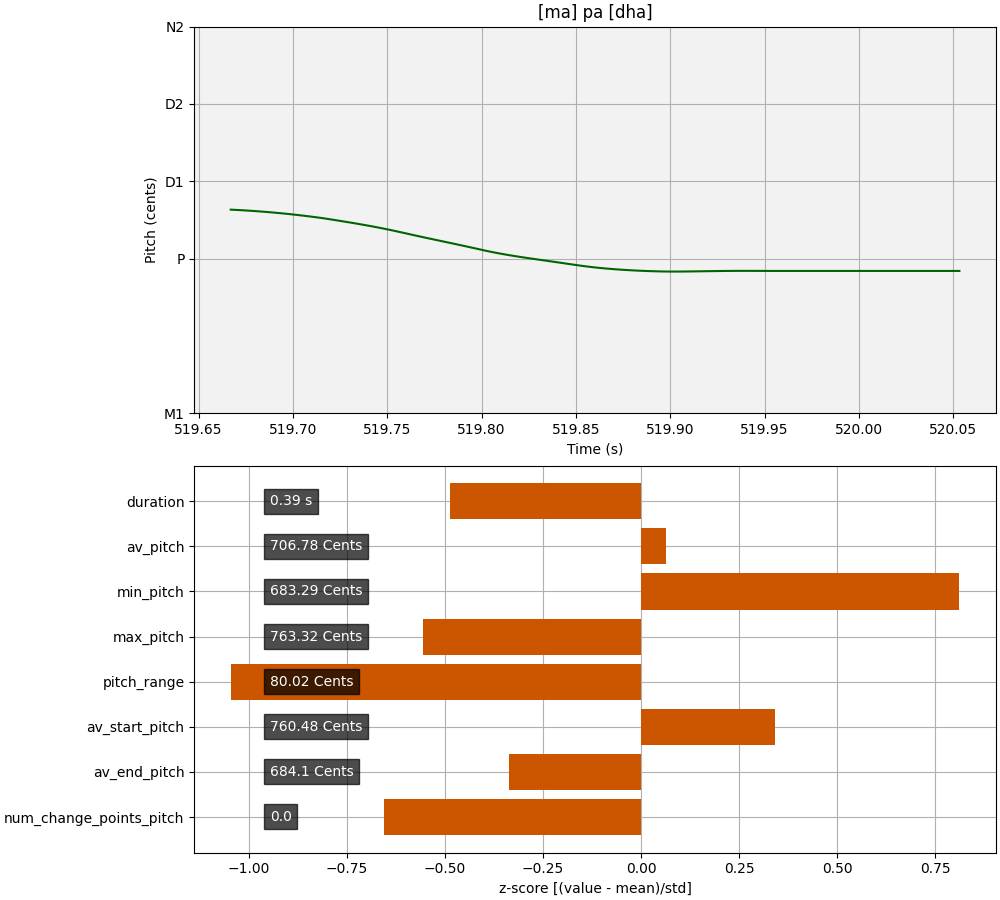 [ma] pa [dha]
N2
D2
D1
P
M1
Pitch (cents)
519.65 519.70 519.75 519.80 519.85 519.90 519.95 520.00 520.05
Time (s)
duration 0.39 s
av_pitch 706.78 Cents
min_pitch 683.29 Cents
max_pitch 763.32 Cents
pitch_range 80.02 Cents
av_start_pitch 760.48 Cents
av_end_pitch 684.1 Cents
num_change_points_pitch 0.0
−1.00 −0.75 −0.50 −0.25 0.00 0.25 0.50 0.75
z-score [(value - mean)/std]